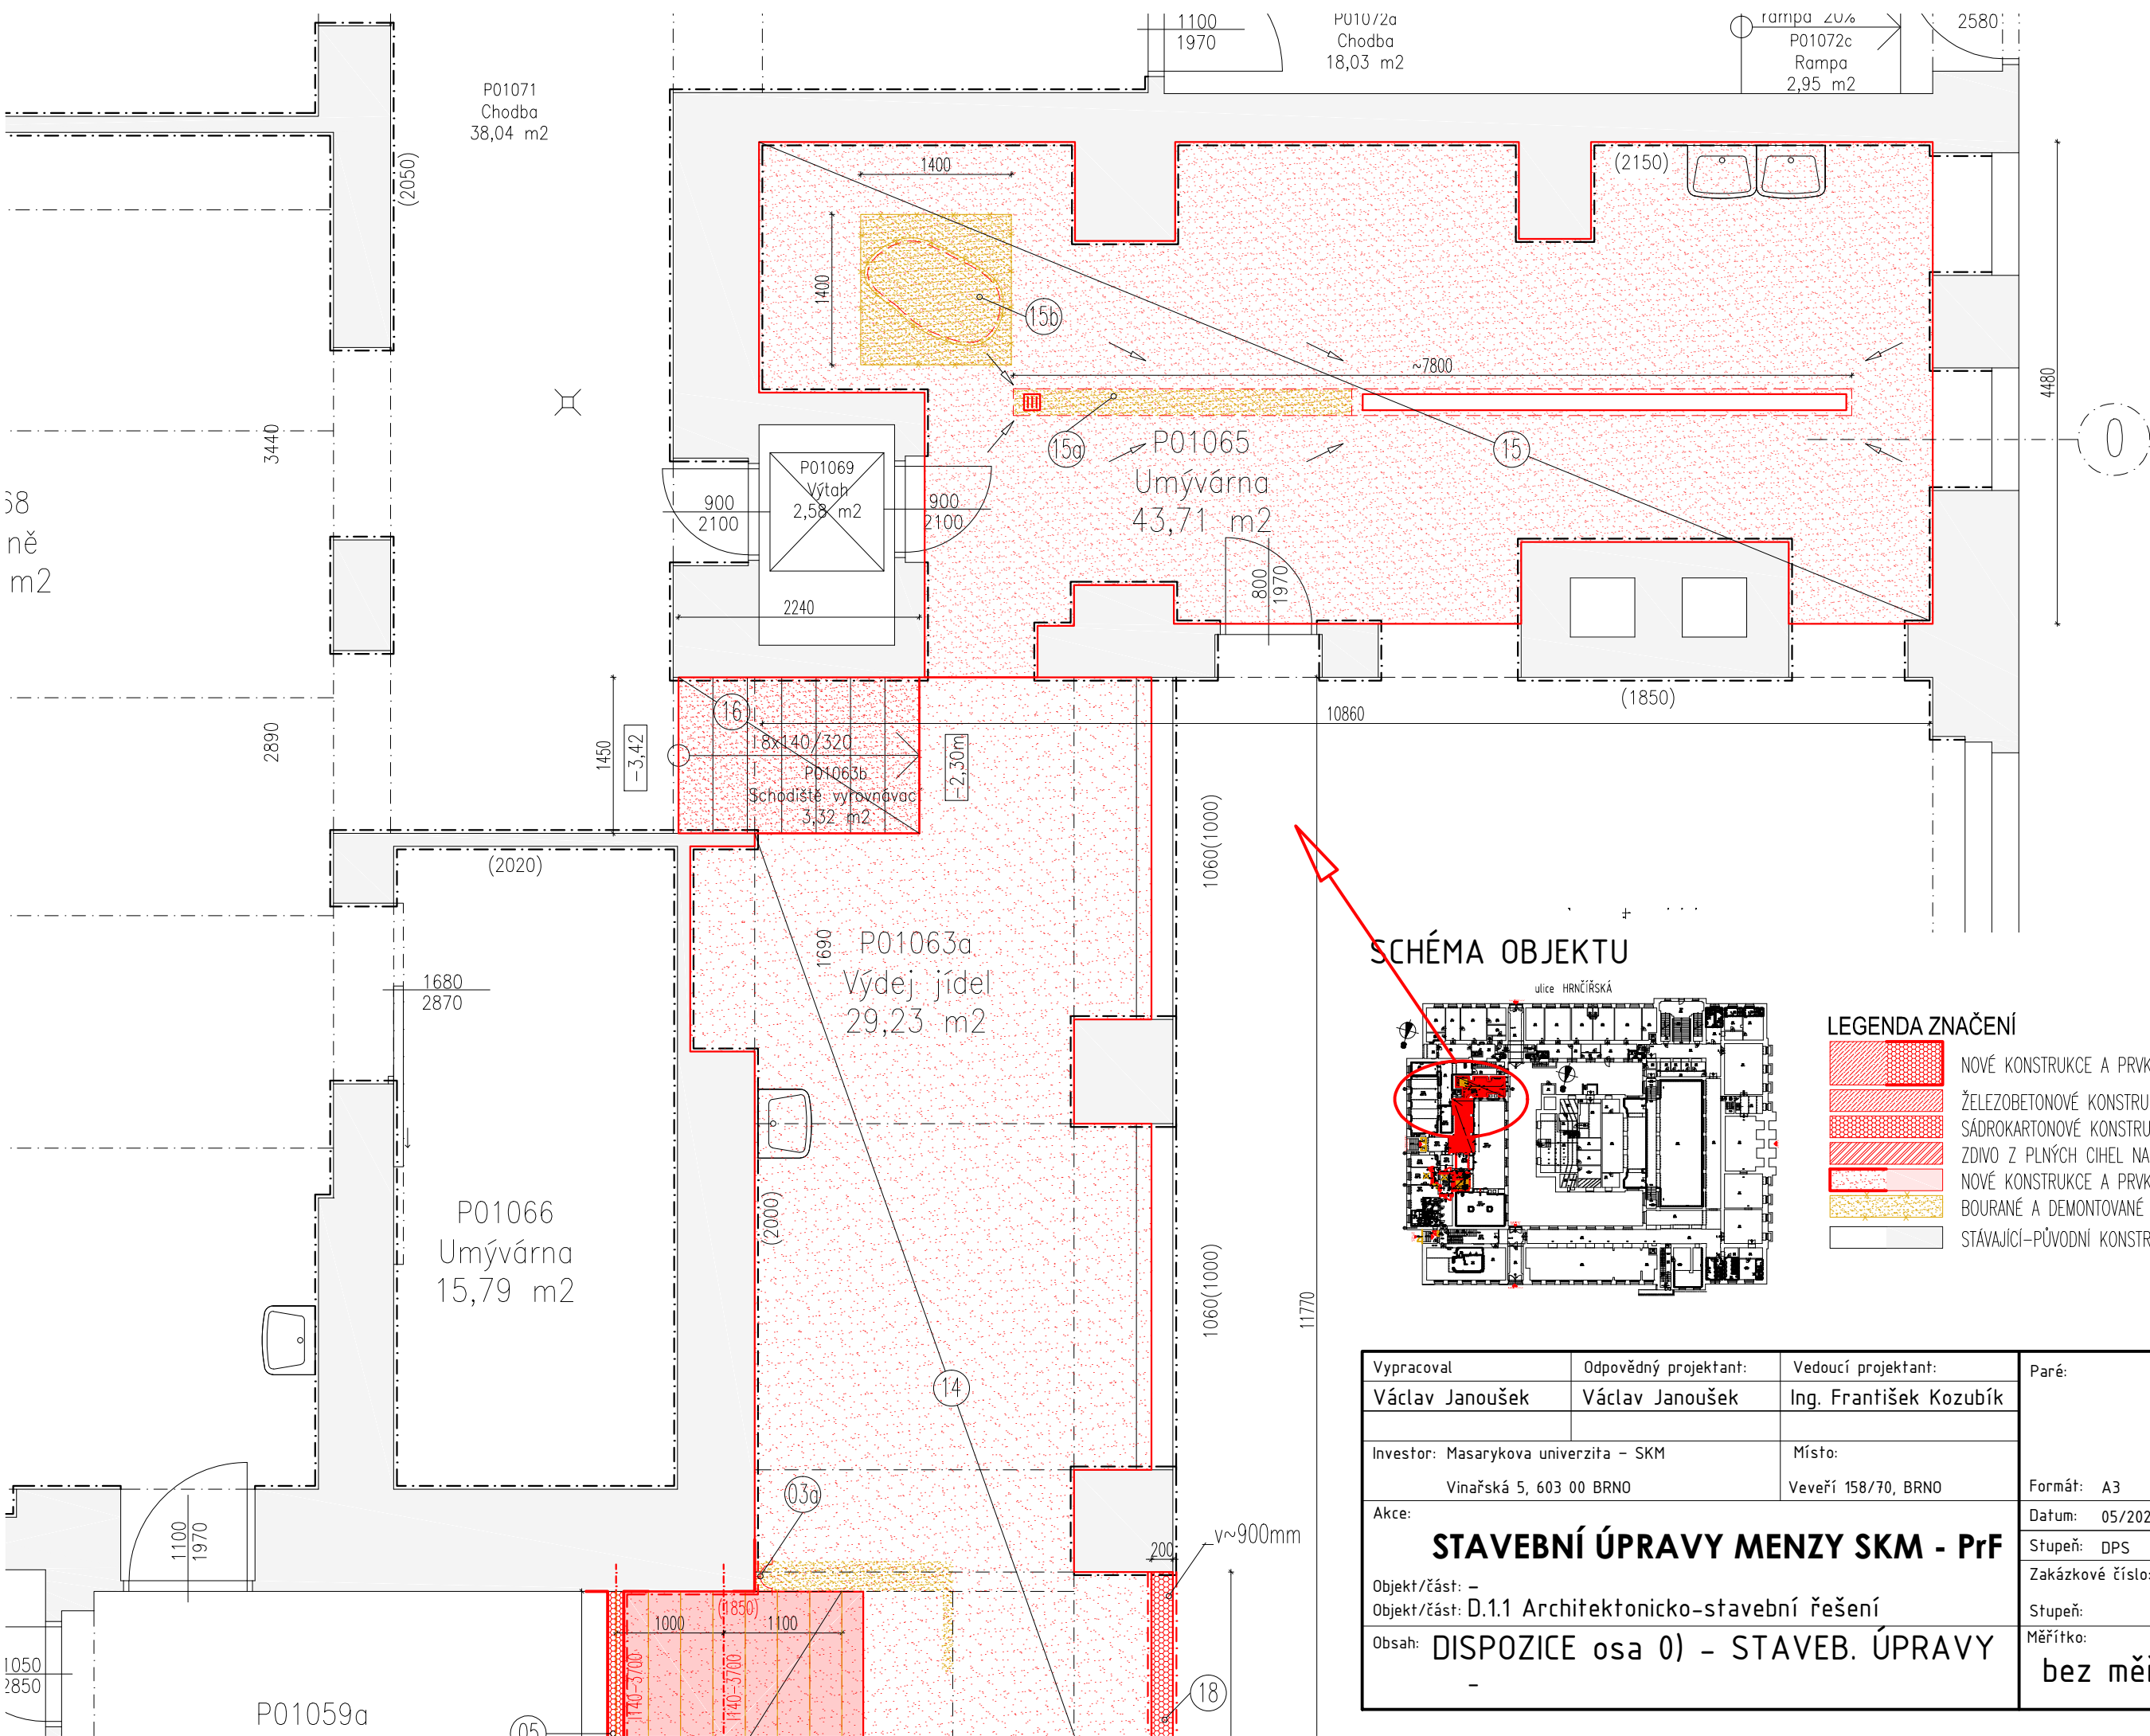 1100
1970
P01072a
Chodba
18,03 m2
rampa 20%
P01072c
Rampa
2,95 m2
2580
P01071
Chodba
38,04 m2
(2050)
1400
1400
15b
(2150)
~7800
4480
3440
15a
15
0
P01065
Umývárna
43,71 m2
P01069
Výtah
2,58 m2
900
2100
900
2100
68
ně
m2
800
1970
2240
16
10860
(1850)
2890
1450
-3,42
8x140/320
P01063b
Schodiště vyrovnávac
3,32 m2
-2,30m
1060(1000)
(2020)
1690
P01063a
Výdej jídel
29,23 m2
1680
2870
SCHÉMA OBJEKTU
ulice HRNČÍŘSKÁ
LEGENDA ZNAČENÍ
NOVÉ KONSTRUKCE A PRVK
ŽELEZOBETONOVÉ KONSTRU
SÁDROKARTONOVÉ KONSTRU
ZDIVO Z PLNÝCH CIHEL NA
NOVÉ KONSTRUKCE A PRVK
BOURANÉ A DEMONTOVANÉ
STÁVAJÍCÍ-PŮVODNÍ KONSTR
P01066
Umývárna
15,79 m2
(2000)
1060(1000)
11770
14
03a
v~900mm
200
1100
1970
(1850)
1000
1100
I140-3700
I140-3700
1050
2850
P01059a
05
18
Vypracoval
Odpovědný projektant:
Vedoucí projektant:
Paré:
Václav Janoušek
Václav Janoušek
Ing. František Kozubík
Investor: Masarykova univerzita - SKM
Místo:
Vinařská 5, 603 00 BRNO
Veveří 158/70, BRNO
Formát: A3
Akce:
STAVEBNÍ ÚPRAVY MENZY SKM - PrF
Datum: 05/202
Stupeň: DPS
Zakázkové číslo:
Objekt/část: -
Objekt/část: D.1.1 Architektonicko-stavební řešení
Stupeň:
Obsah: DISPOZICE osa 0) - STAVEB. ÚPRAVY
-
Měřítko:
bez měř